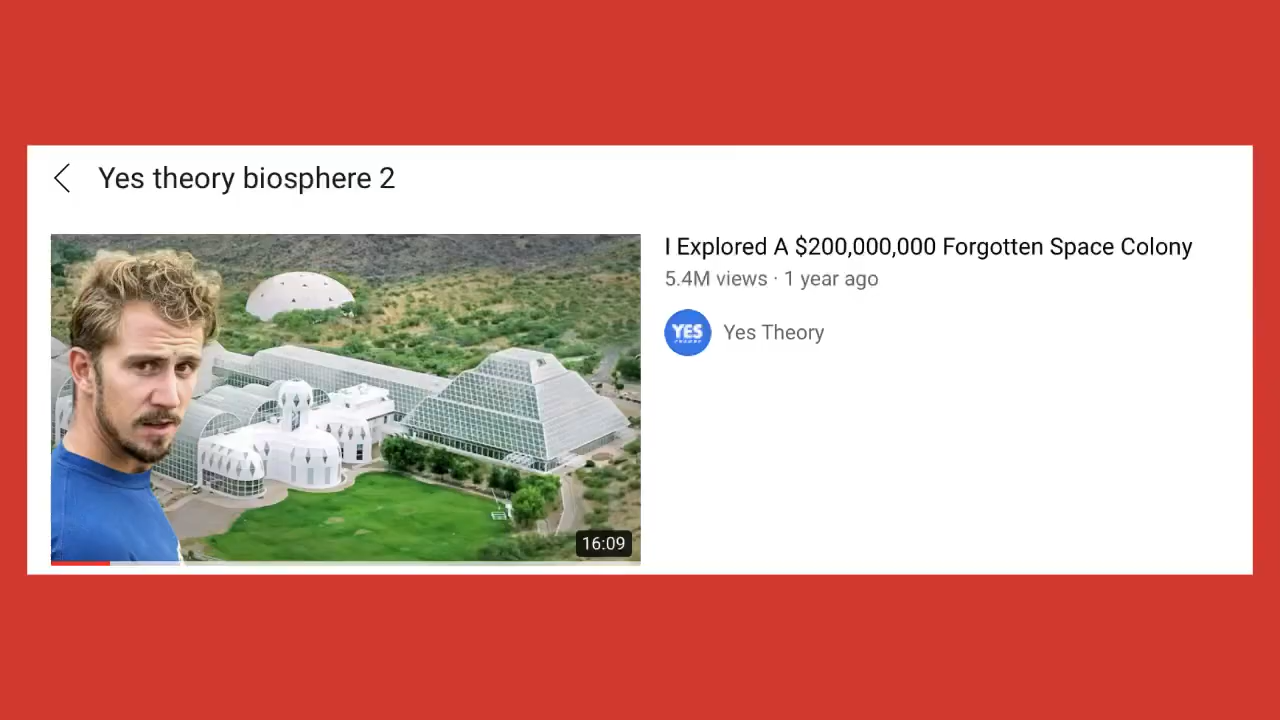 Yes theory biosphere 2
I Explored A $200,000,000 Forgotten Space Colony
5.4M views · 1 year ago
YES
Yes Theory
16:09